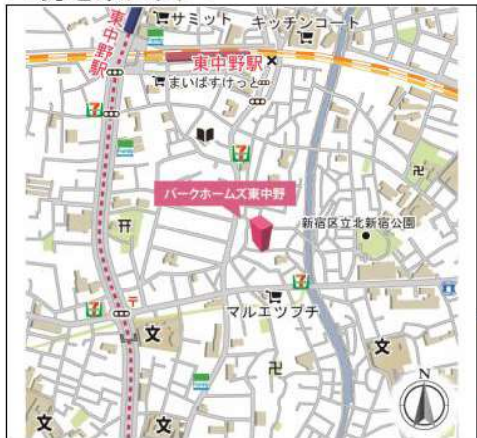 サミット
キッチンコート
東中野駅
東中野駅
まいばすけっと
パークホームズ東中野
新宿区立北新宿公園
マルエツプチ
文
文
文
文
N